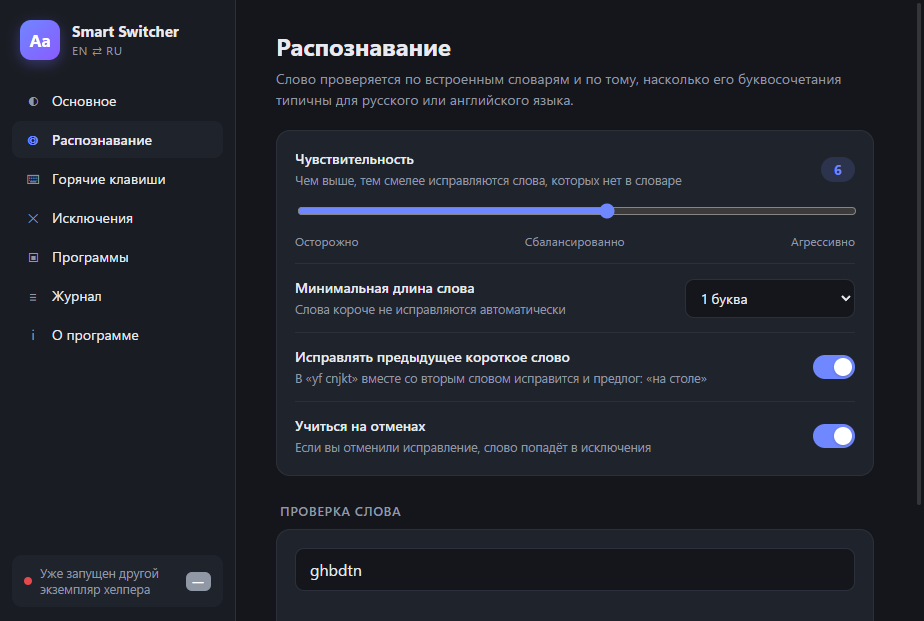 Aa
Smart Switcher
EN ⇄ RU
Основное
Распознавание
Горячие клавиши
Исключения
Программы
Журнал
О программе
Уже запущен другой
экземпляр хелпера
—
Распознавание
Слово проверяется по встроенным словарям и по тому, насколько его буквосочетания
типичны для русского или английского языка.
Чувствительность
6
Чем выше, тем смелее исправляются слова, которых нет в словаре
Осторожно
Сбалансированно
Агрессивно
Минимальная длина слова
Слова короче не исправляются автоматически
1 буква
Исправлять предыдущее короткое слово
В «yf cnjkt» вместе со вторым словом исправится и предлог: «на столе»
Учиться на отменах
Если вы отменили исправление, слово попадёт в исключения
ПРОВЕРКА СЛОВА
ghbdtn